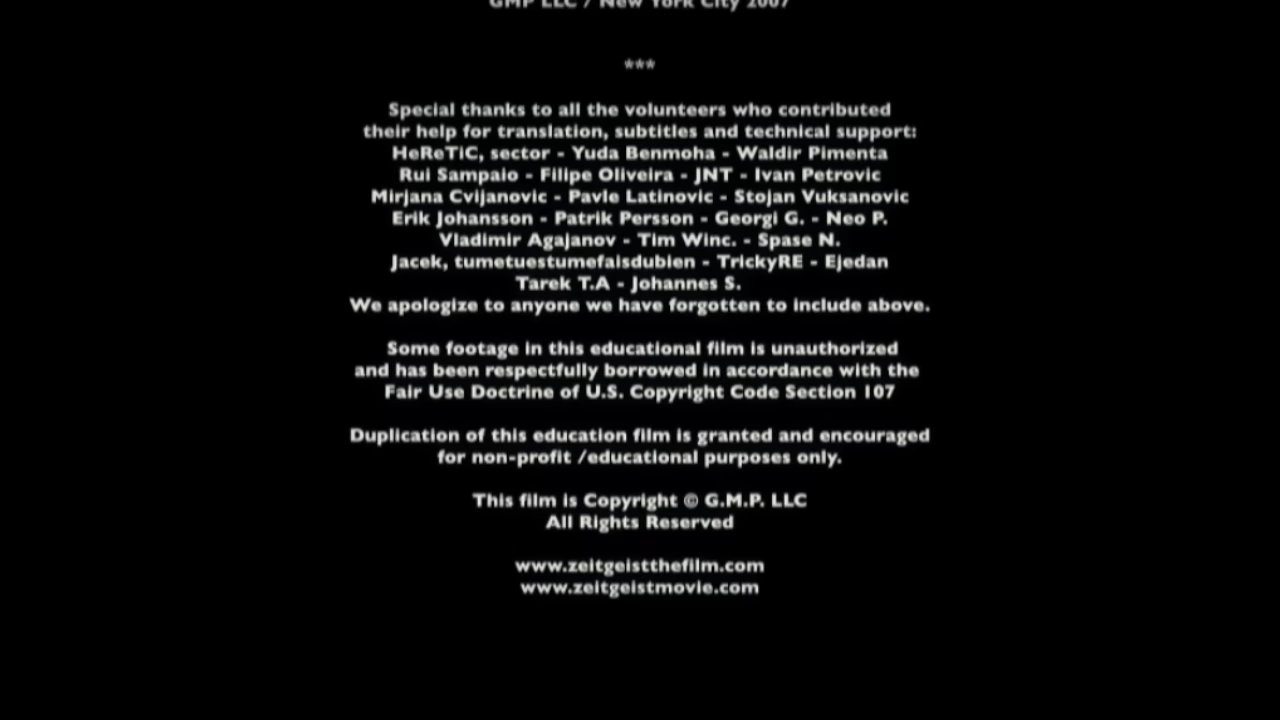 GMP LLC / New York City 2007
***
Special thanks to all the volunteers who contributed
their help for translation, subtitles and technical support:
HeReTiC, sector - Yuda Benmoha - Waldir Pimenta
Rui Sampaio - Filipe Oliveira - JNT - Ivan Petrovic
Mirjana Cvijanovic - Pavle Latinovic - Stojan Vuksanovic
Erik Johansson - Patrik Persson - Georgi G. - Neo P.
Vladimir Agajanov - Tim Winc. - Spase N.
Jacek, tumetuestumefaisdubien - TrickyRE - Ejedan
Tarek T.A - Johannes S.
We apologize to anyone we have forgotten to include above.
Some footage in this educational film is unauthorized
and has been respectfully borrowed in accordance with the
Fair Use Doctrine of U.S. Copyright Code Section 107
Duplication of this education film is granted and encouraged
for non-profit /educational purposes only.
This film is Copyright © G.M.P. LLC
All Rights Reserved
www.zeitgeistthefilm.com
www.zeitgeistmovie.com